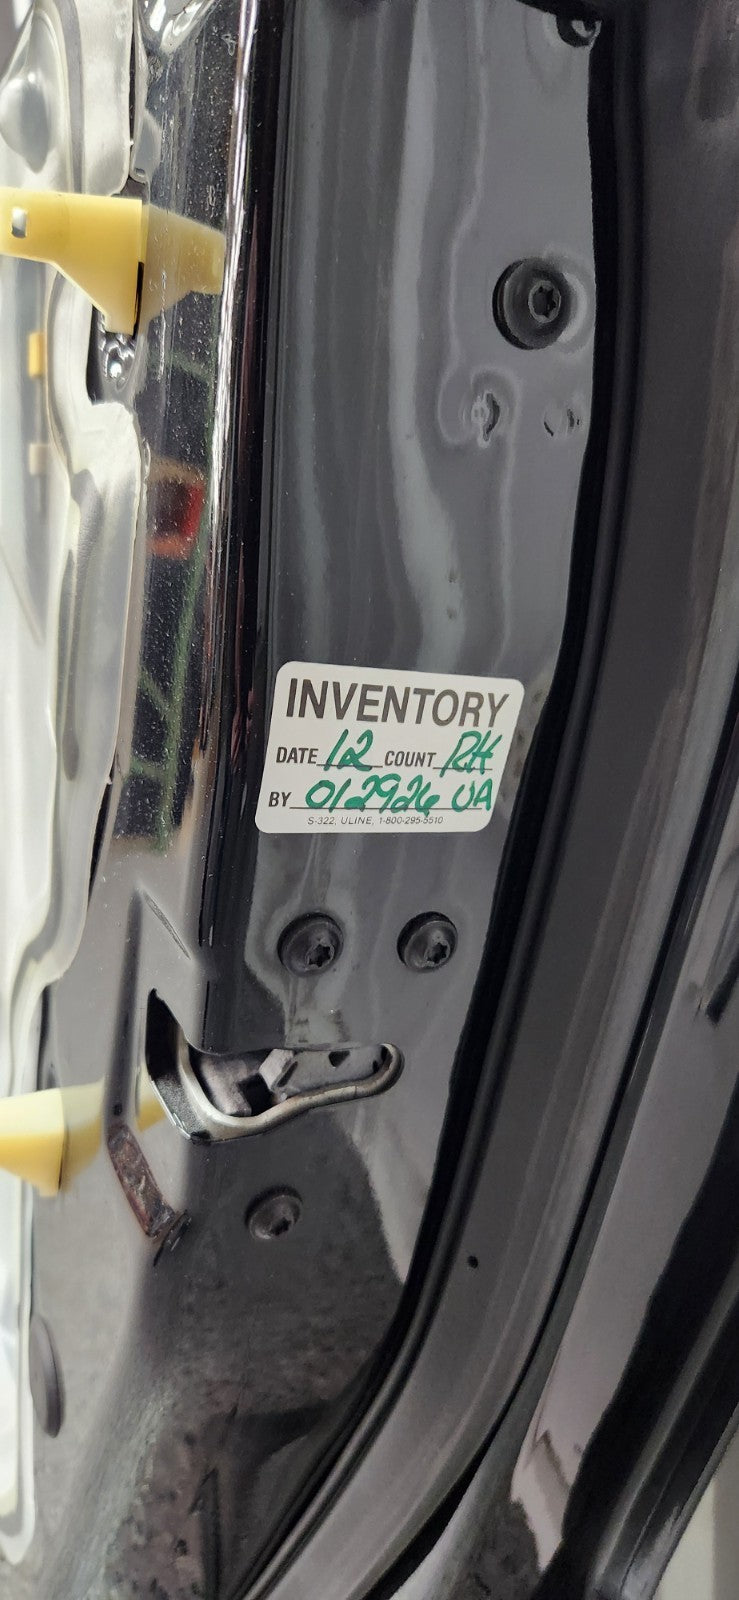 INVENTORY
DATE 12 COUNT RH
BY 012926 UA
S-322, ULINE, 1-800-295-5510